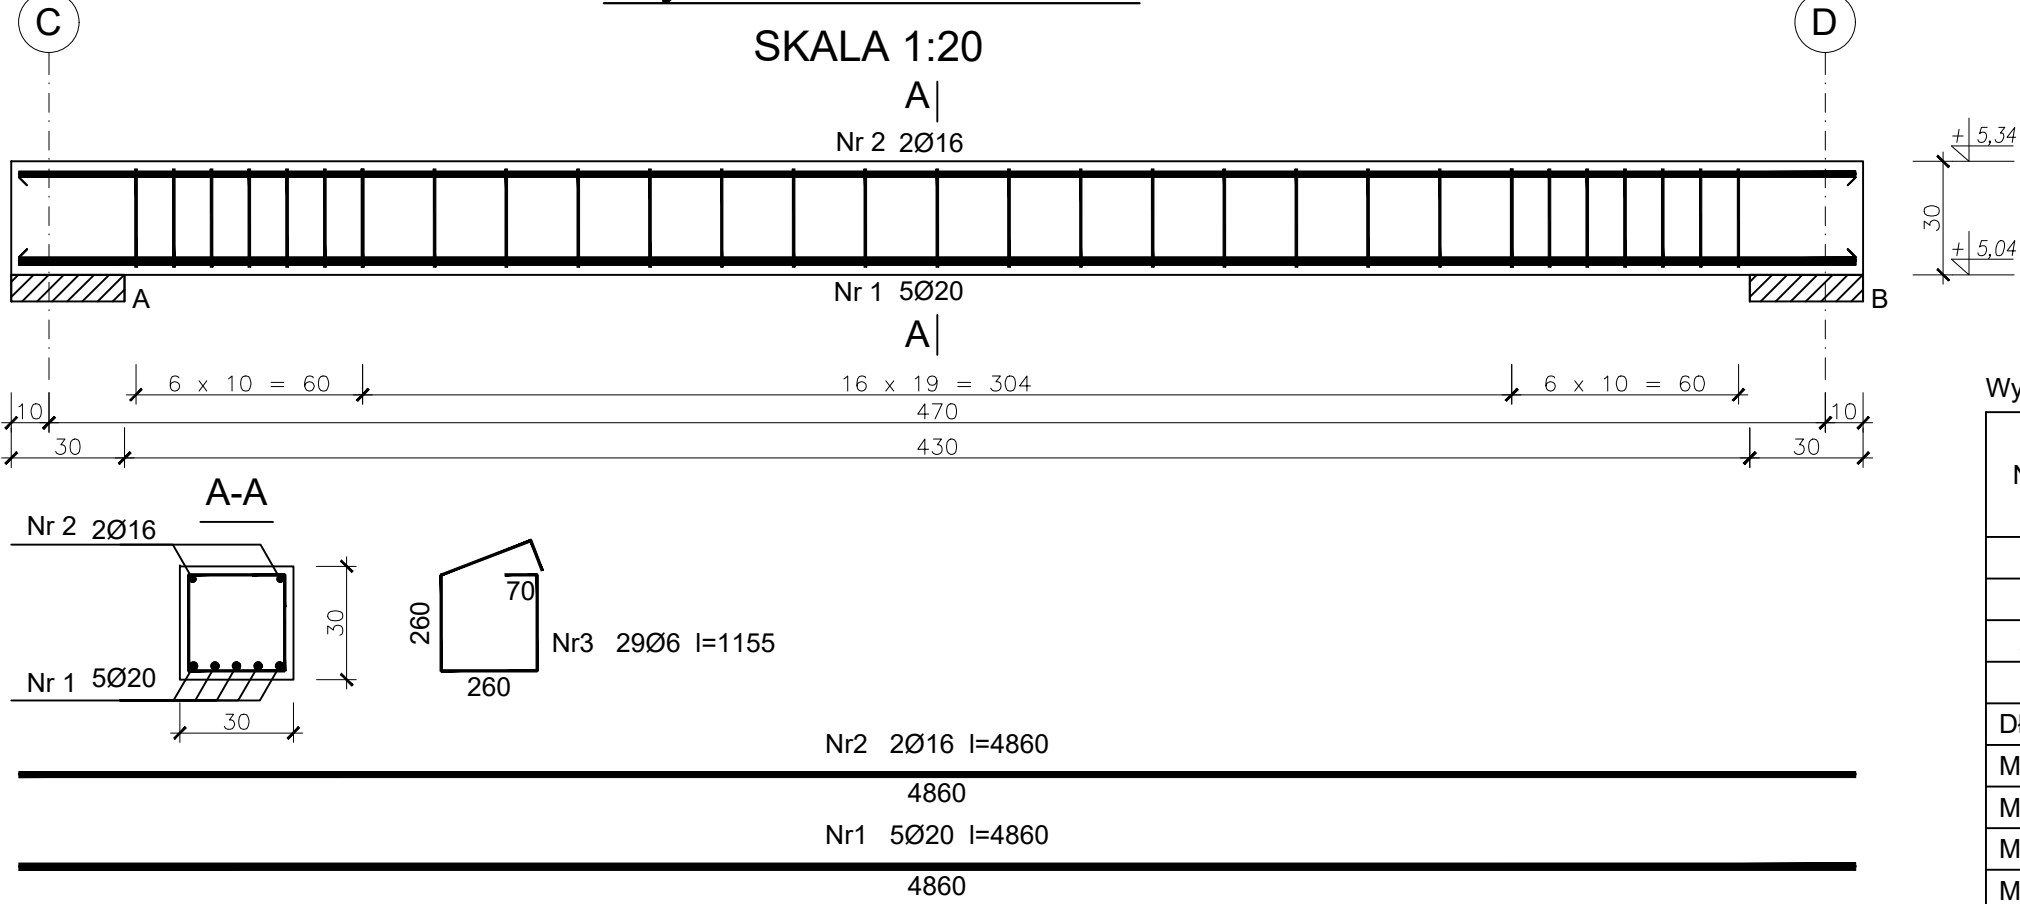 C
D
SKALA 1:20
A
Nr 2 2Ø16
+ 5,34
30
+ 5,04
A
Nr 1 5Ø20
B
A
6 x 10 = 60
16 x 19 = 304
6 x 10 = 60
10
470
10
30
430
30
A-A
Nr 2 2Ø16
30
Nr 1 5Ø20
30
260
70
260
Nr3 29Ø6 l=1155
Nr2 2Ø16 l=4860
4860
Nr1 5Ø20 l=4860
4860